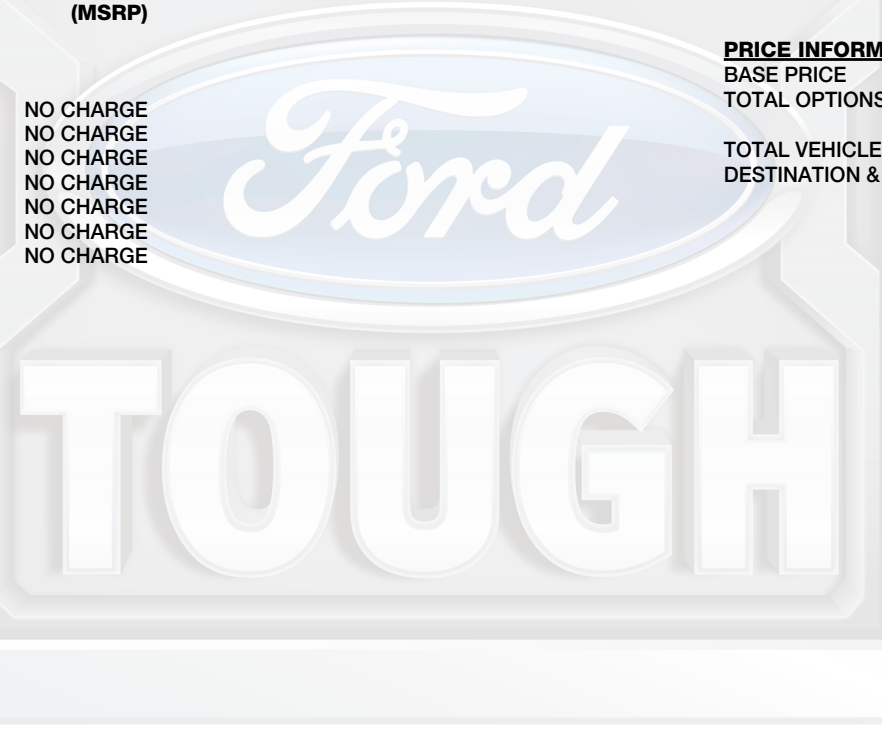 (MSRP)
NO CHARGE
NO CHARGE
NO CHARGE
NO CHARGE
NO CHARGE
NO CHARGE
NO CHARGE
PRICE INFORM
BASE PRICE
TOTAL OPTIONS
TOTAL VEHICLE
DESTINATION &
Ford
TOUGH